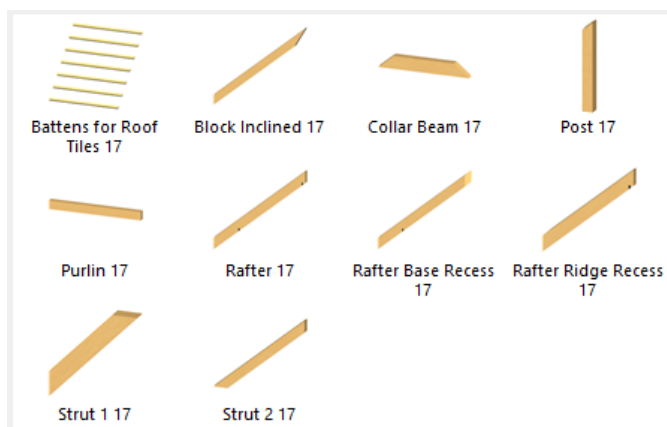 Battens for Roof
Tiles 17
Block Inclined 17
Collar Beam 17
Post 17
Purlin 17
Rafter 17
Rafter Base Recess
17
Rafter Ridge Recess
17
Strut 1 17
Strut 2 17